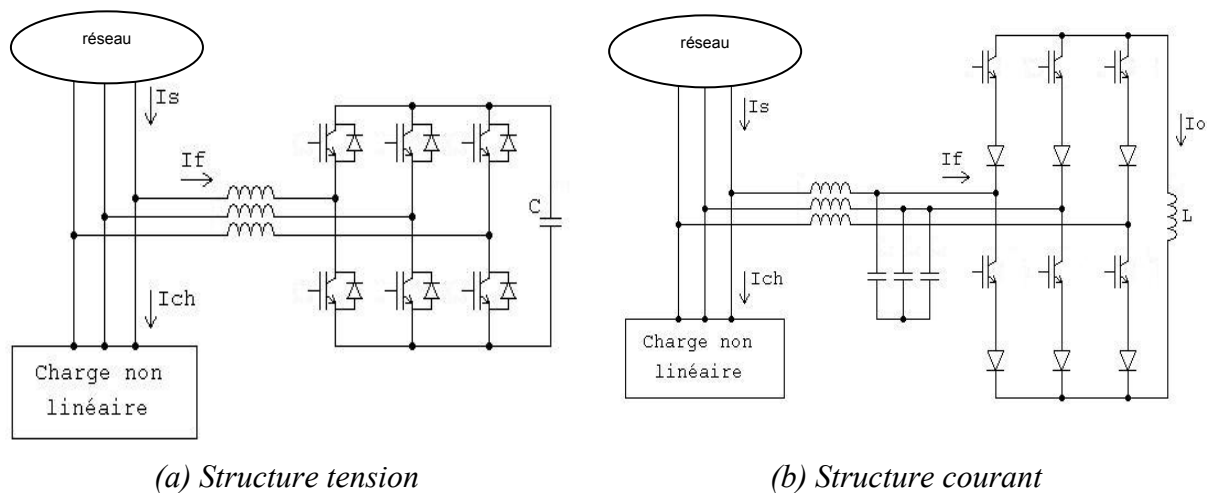 réseau
Is
If
C
Ich
Charge non
linéaire
(a) Structure tension
réseau
Is
If
Io
L
Ich
Charge non
linéaire
(b) Structure courant